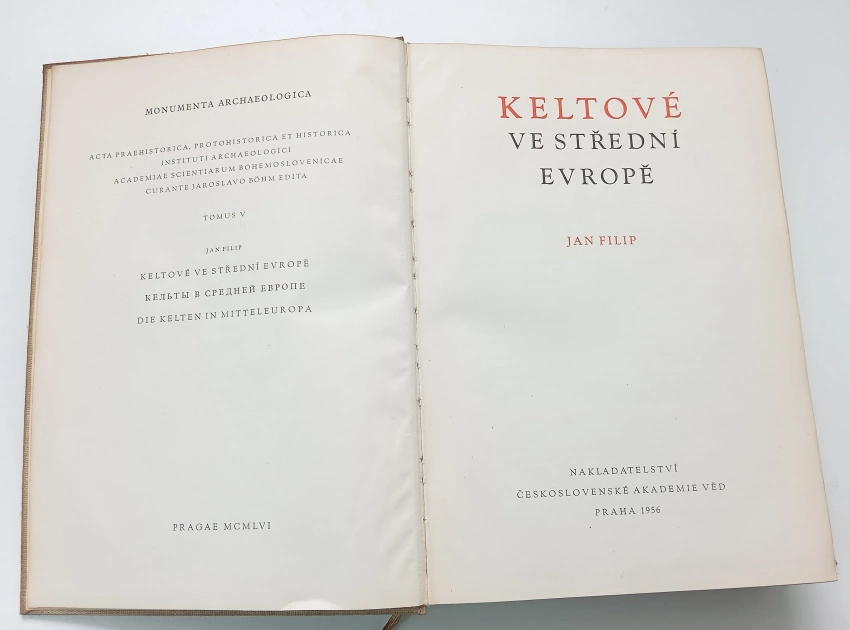 MONUMENTA ARCHAEOLOGICA
ACTA PRAEHISTORICA, PROTOHISTORICA ET HISTORICA
INSTITUTI ARCHAEOLOGICI
ACADEMIAE SCIENTIARUM BOHEMOSLOVENICAE
CURANTE JAROSLAVO BÖHM EDITA
TOMUS V
JAN FILIP
KELTOVÉ VE STŘEDNÍ EVROPĚ
КЕЛЬТЫ В СРЕДНЕЙ ЕВРОПЕ
DIE KELTEN IN MITTELEUROPA
PRAGAE MCMLVI
KELTOVÉ
VE STŘEDNÍ
EVROPĚ
JAN FILIP
NAKLADATELSTVÍ
ČESKOSLOVENSKÉ AKADEMIE VĚD
PRAHA 1956